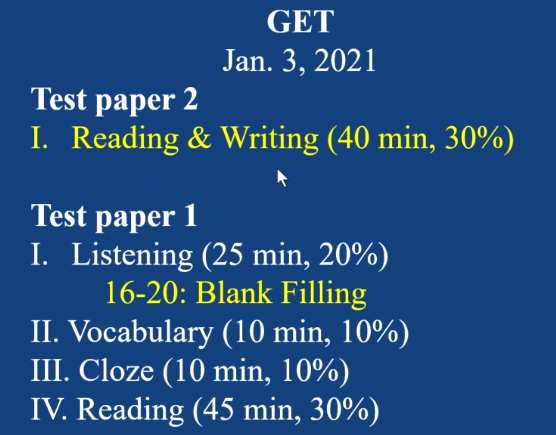 GET
Jan. 3, 2021
Test paper 2
I. Reading & Writing (40 min, 30%)
Test paper 1
I. Listening (25 min, 20%)
16-20: Blank Filling
II. Vocabulary (10 min, 10%)
III. Cloze (10 min, 10%)
IV. Reading (45 min, 30%)